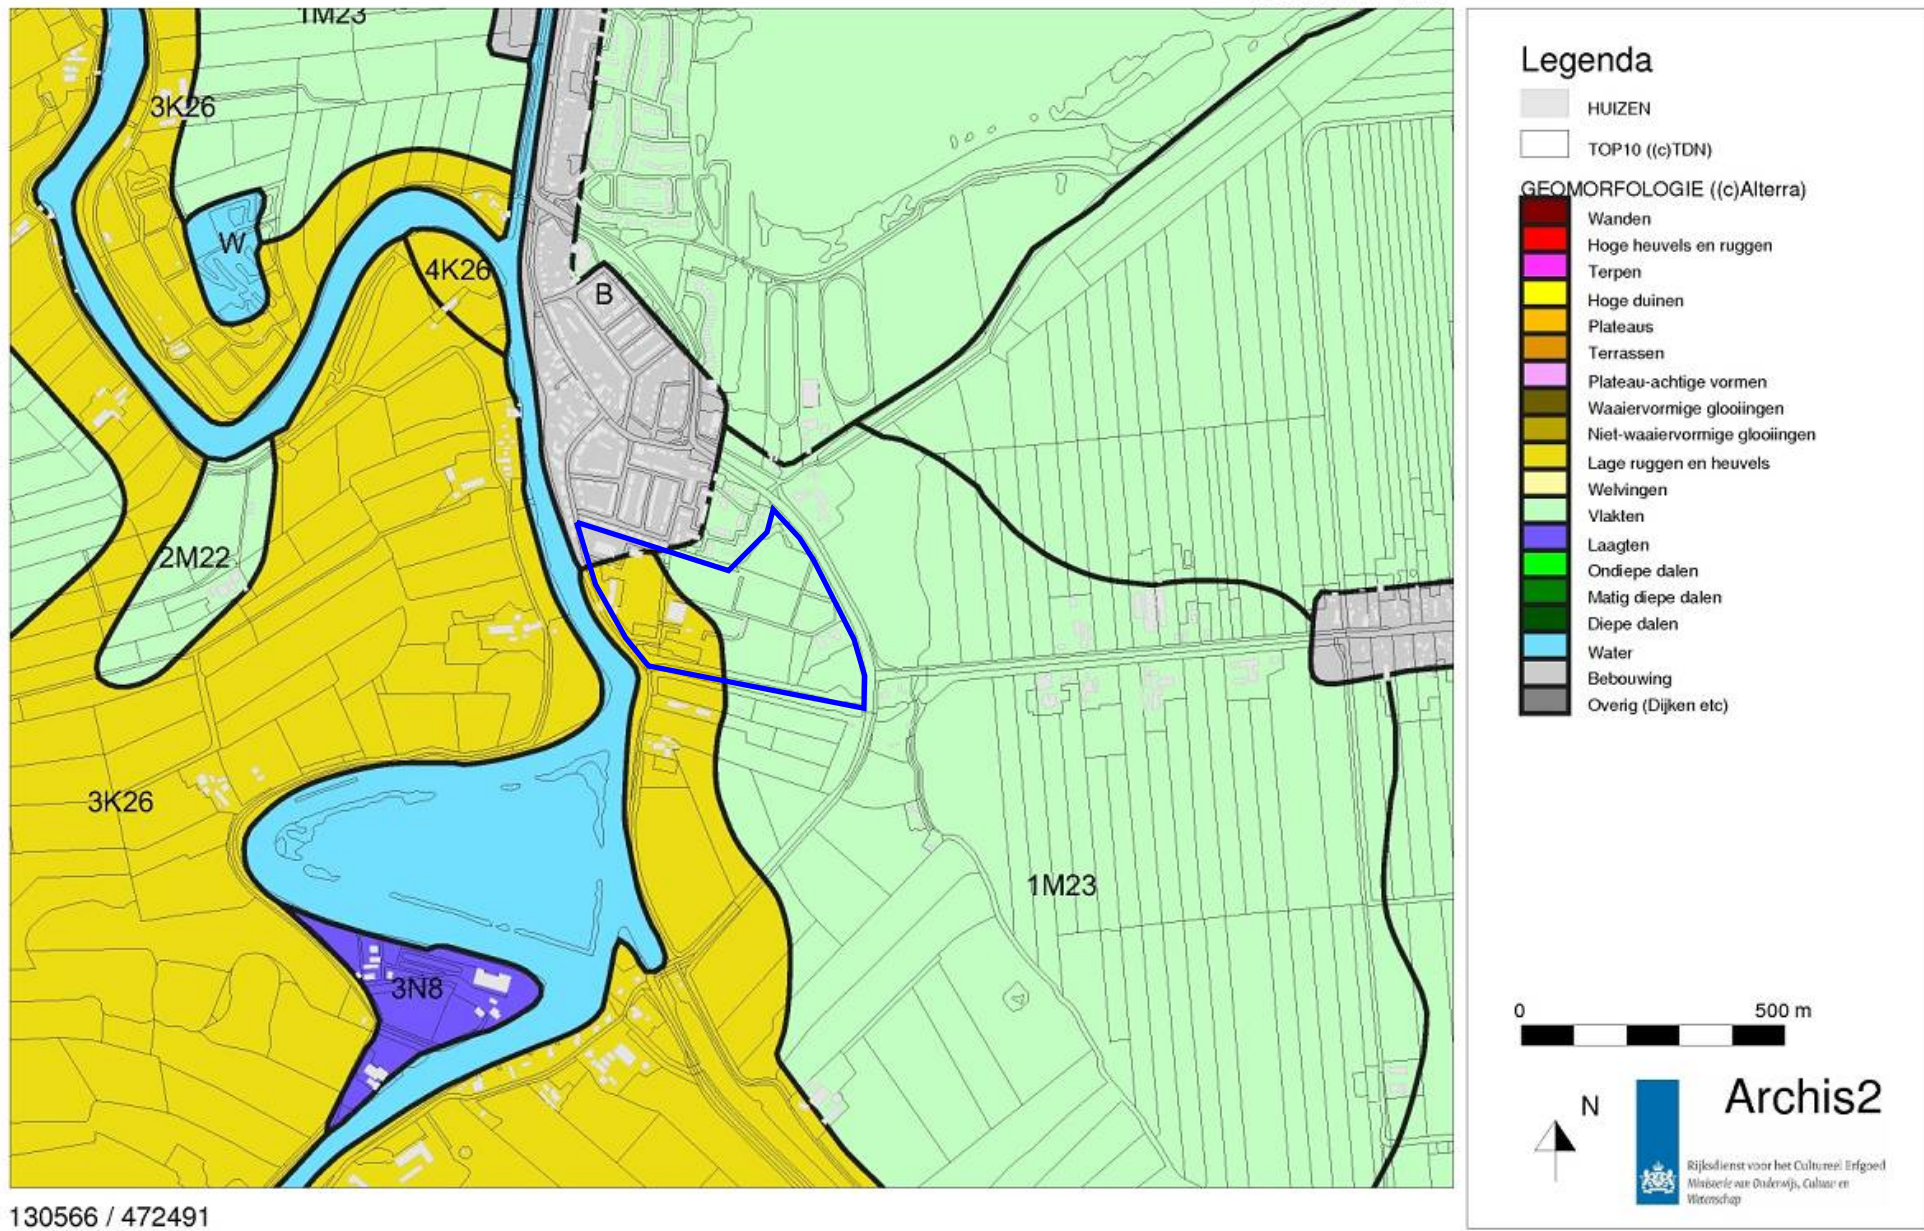 1M23
3K26
W
4K26
B
2M22
3K26
1M23
3N8
130566 / 472491
Legenda
HUIZEN
TOP10 ((c)TDN)
GEOMORFOLOGIE ((c)Alterra)
Wanden
Hoge heuvels en ruggen
Terpen
Hoge duinen
Plateaus
Terrassen
Plateau-achtige vormen
Waaiervormige glooiingen
Niet-waaiervormige glooiingen
Lage ruggen en heuvels
Welvingen
Vlakten
Laagten
Ondiepe dalen
Matig diepe dalen
Diepe dalen
Water
Bebouwing
Overig (Dijken etc)
0 500 m
N
Archis2
Rijksdienst voor het Cultureel Erfgoed
Ministerie van Onderwijs, Cultuur en
Wetenschap